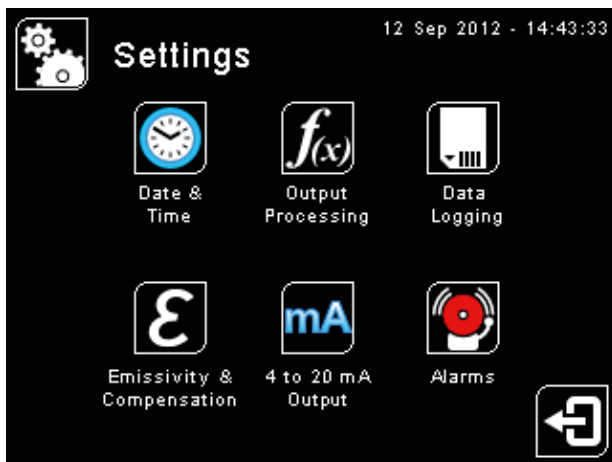 12 Sep 2012 - 14:43:33
Settings
f(x)
Date &
Time
Output
Processing
Data
Logging
ε
mA
Emissivity &
Compensation
4 to 20 mA
Output
Alarms